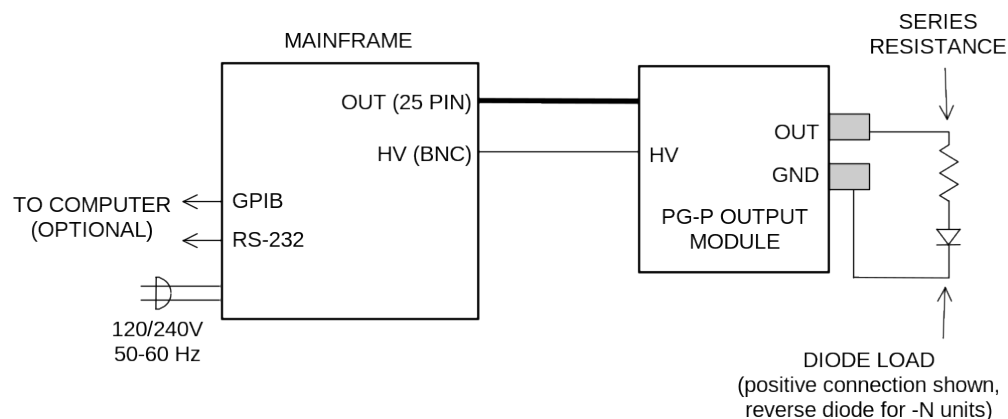 MAINFRAME
OUT (25 PIN)
HV (BNC)
GPIB
RS-232
TO COMPUTER
(OPTIONAL)
120/240V
50-60 Hz
HV
OUT
GND
PG-P OUTPUT
MODULE
SERIES
RESISTANCE
DIODE LOAD
(positive connection shown,
reverse diode for -N units)